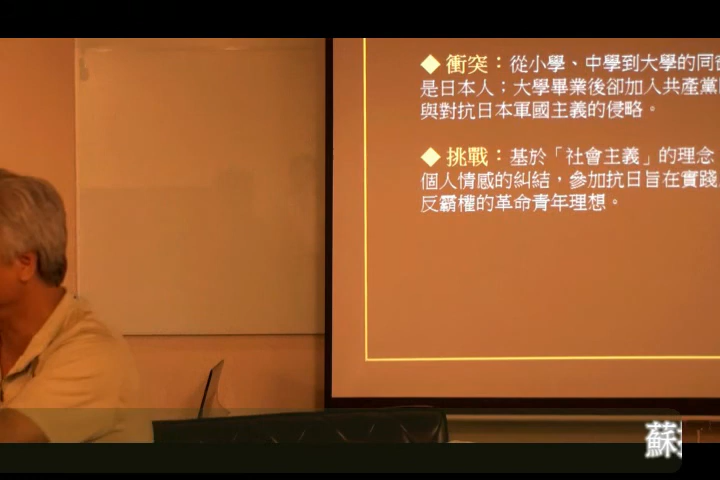 ◆ 衝突：從小學、中學到大學的同
是日本人；大學畢業後卻加入共產黨
與對抗日本軍國主義的侵略。
◆ 挑戰：基於「社會主義」的理念
個人情感的糾結，參加抗日旨在實踐
反霸權的革命青年理想。
蘇